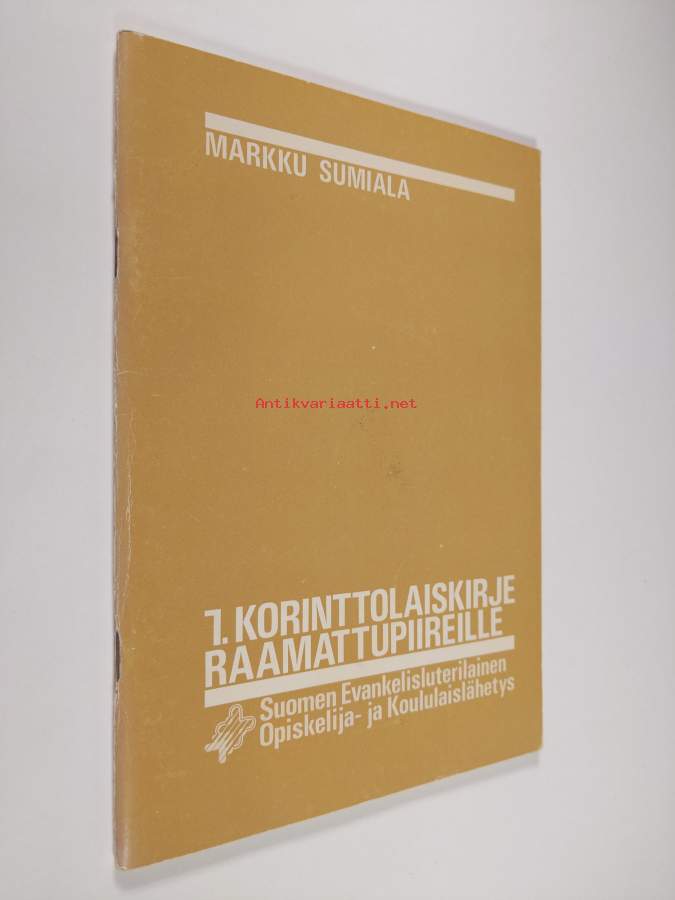 MARKKU SUMIALA
Antikvariaatti.net
1. KORINTTOLAISKIRJE
RAAMATTUPIIREILLE
Suomen Evankelisluterilainen
Opiskelija- ja Koululaislähetys